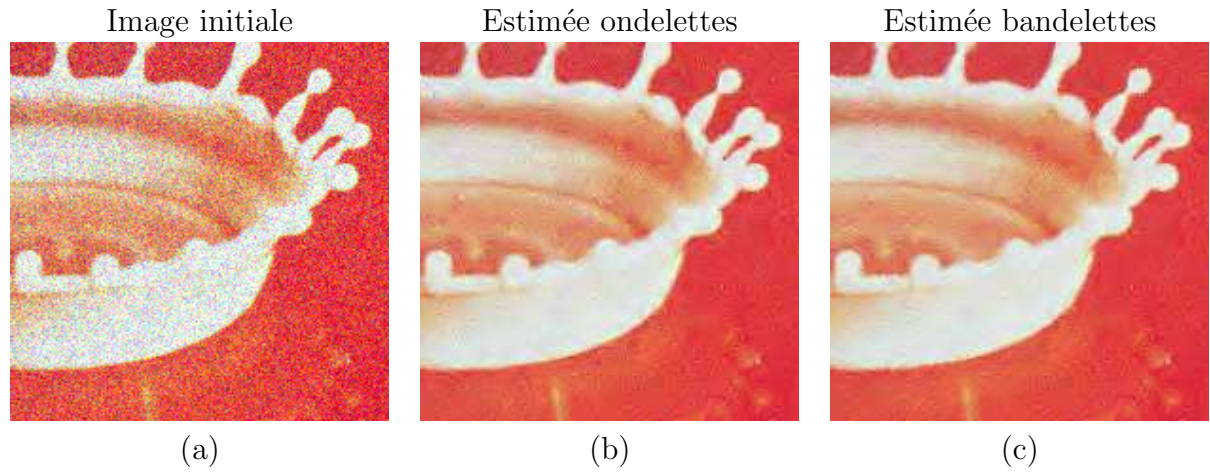 Image initiale
Estimée ondelettes
Estimée bandelettes
(a)
(b)
(c)